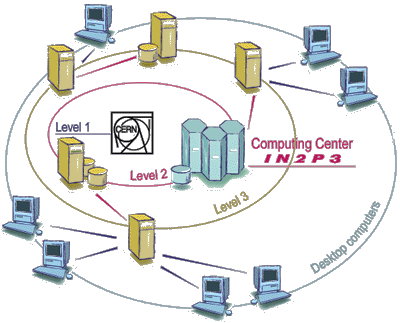 Level 1
CERN
Computing Center
IN2P3
Level 2
Level 3
Desktop computers